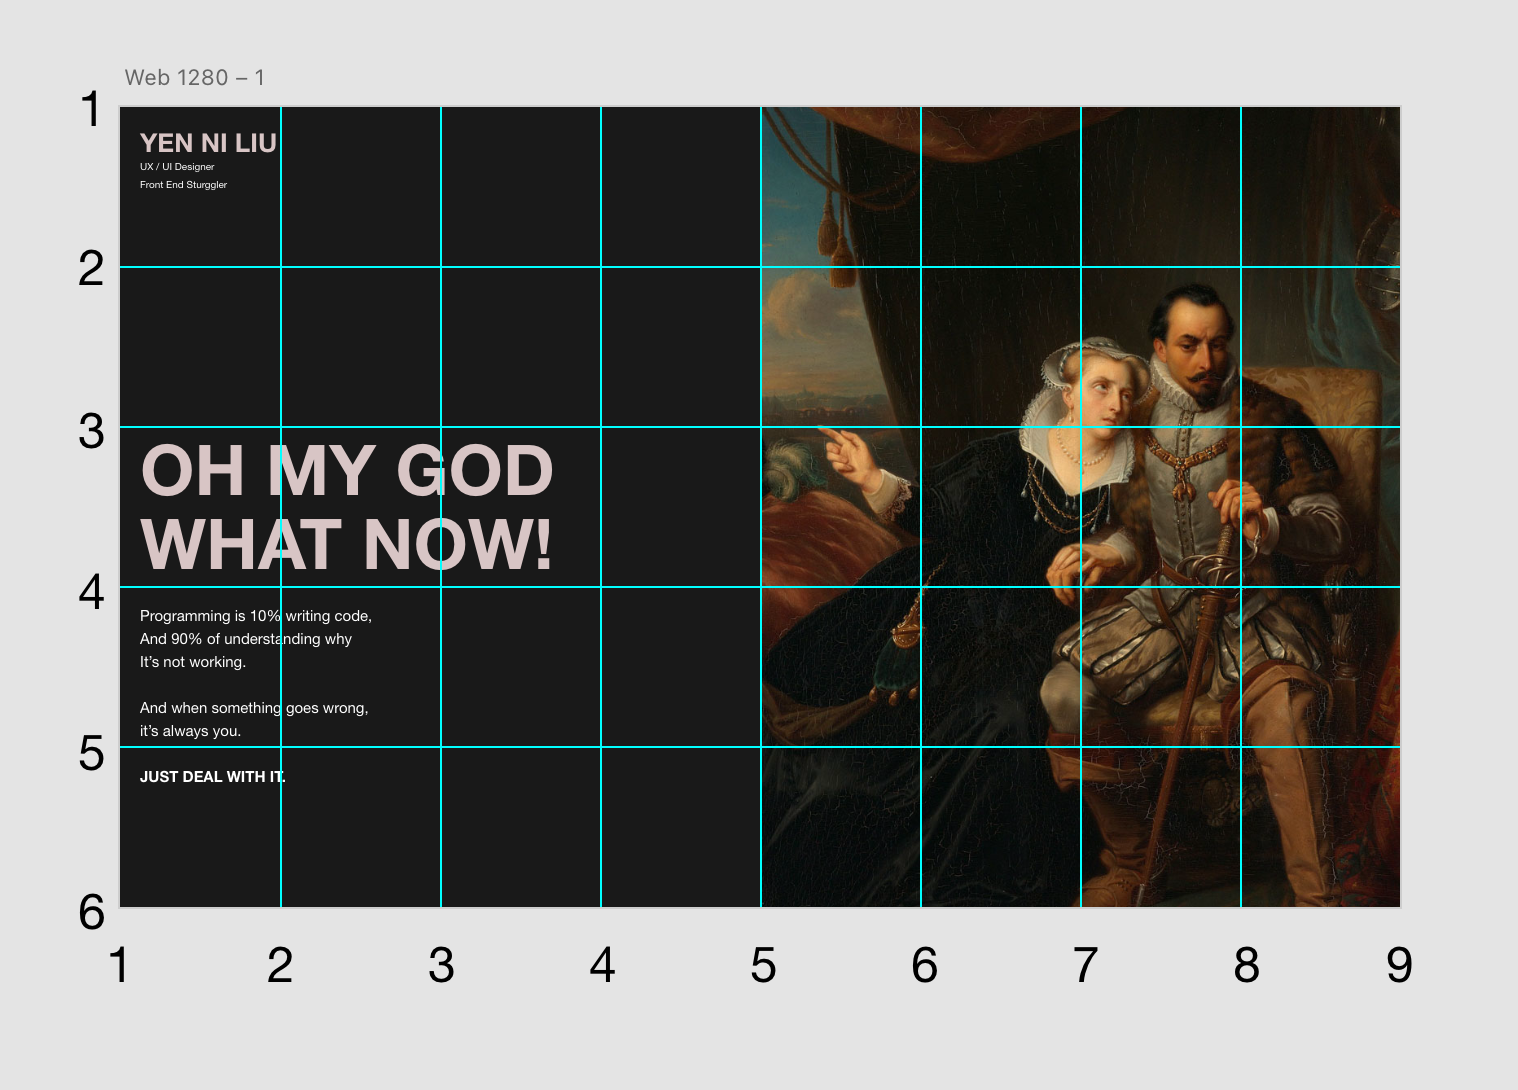 Web 1280 – 1
1
YEN NI LIU
UX / UI Designer
Front End Sturggler
2
3
OH MY GOD
WHAT NOW!
4
Programming is 10% writing code,
And 90% of understanding why
It’s not working.
And when something goes wrong,
it’s always you.
5
JUST DEAL WITH IT.
6
1 2 3 4 5 6 7 8 9